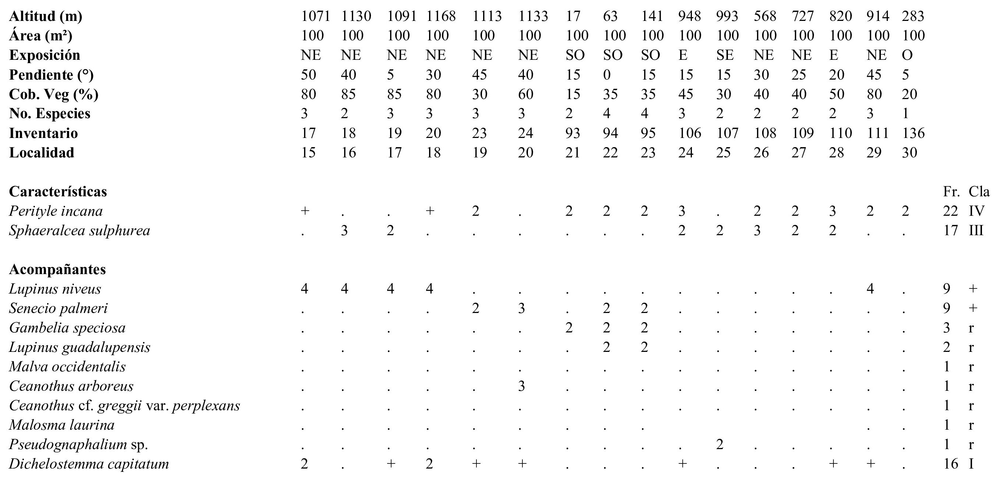 Altitud (m) 1071 1130 1091 1168 1113 1133 17 63 141 948 993 568 727 820 914 283
Área (m²) 100 100 100 100 100 100 100 100 100 100 100 100 100 100 100 100
Exposición NE NE NE NE NE NE SO SO SO E SE NE NE E NE O
Pendiente (°) 50 40 5 30 45 40 15 0 15 15 15 30 25 20 45 5
Cob. Veg (%) 80 85 85 80 30 60 15 35 35 45 30 40 40 50 80 20
No. Especies 3 2 3 3 3 3 2 4 4 3 2 2 2 2 3 1
Inventario 17 18 19 20 23 24 93 94 95 106 107 108 109 110 111 136
Localidad 15 16 17 18 19 20 21 22 23 24 25 26 27 28 29 30
Características Fr. Cla
Perityle incana + . . + 2 . 2 2 2 3 . 2 2 3 2 2 22 IV
Sphaeralcea sulphurea . 3 2 . . . . . . 2 2 3 2 2 . . 17 III
Acompañantes
Lupinus niveus 4 4 4 4 . . . . . . . . . . 4 . 9 +
Senecio palmeri . . . . 2 3 . 2 2 . . . . . . . 9 +
Gambelia speciosa . . . . . . 2 2 2 . . . . . . . 3 r
Lupinus guadalupensis . . . . . . . 2 2 . . . . . . . 2 r
Malva occidentalis . . . . . . . . . . . . . . . . 1 r
Ceanothus arboreus . . . . . 3 . . . . . . . . . . 1 r
Ceanothus cf. greggii var. perplexans . . . . . . . . . . . . . . . . 1 r
Malosma laurina . . . . . . . . . . . 1 r
Pseudognaphalium sp. . . . . . . . . . . 2 . . . . . 1 r
Dichelostemma capitatum 2 . + 2 + + . . . + . . . + + . 16 I